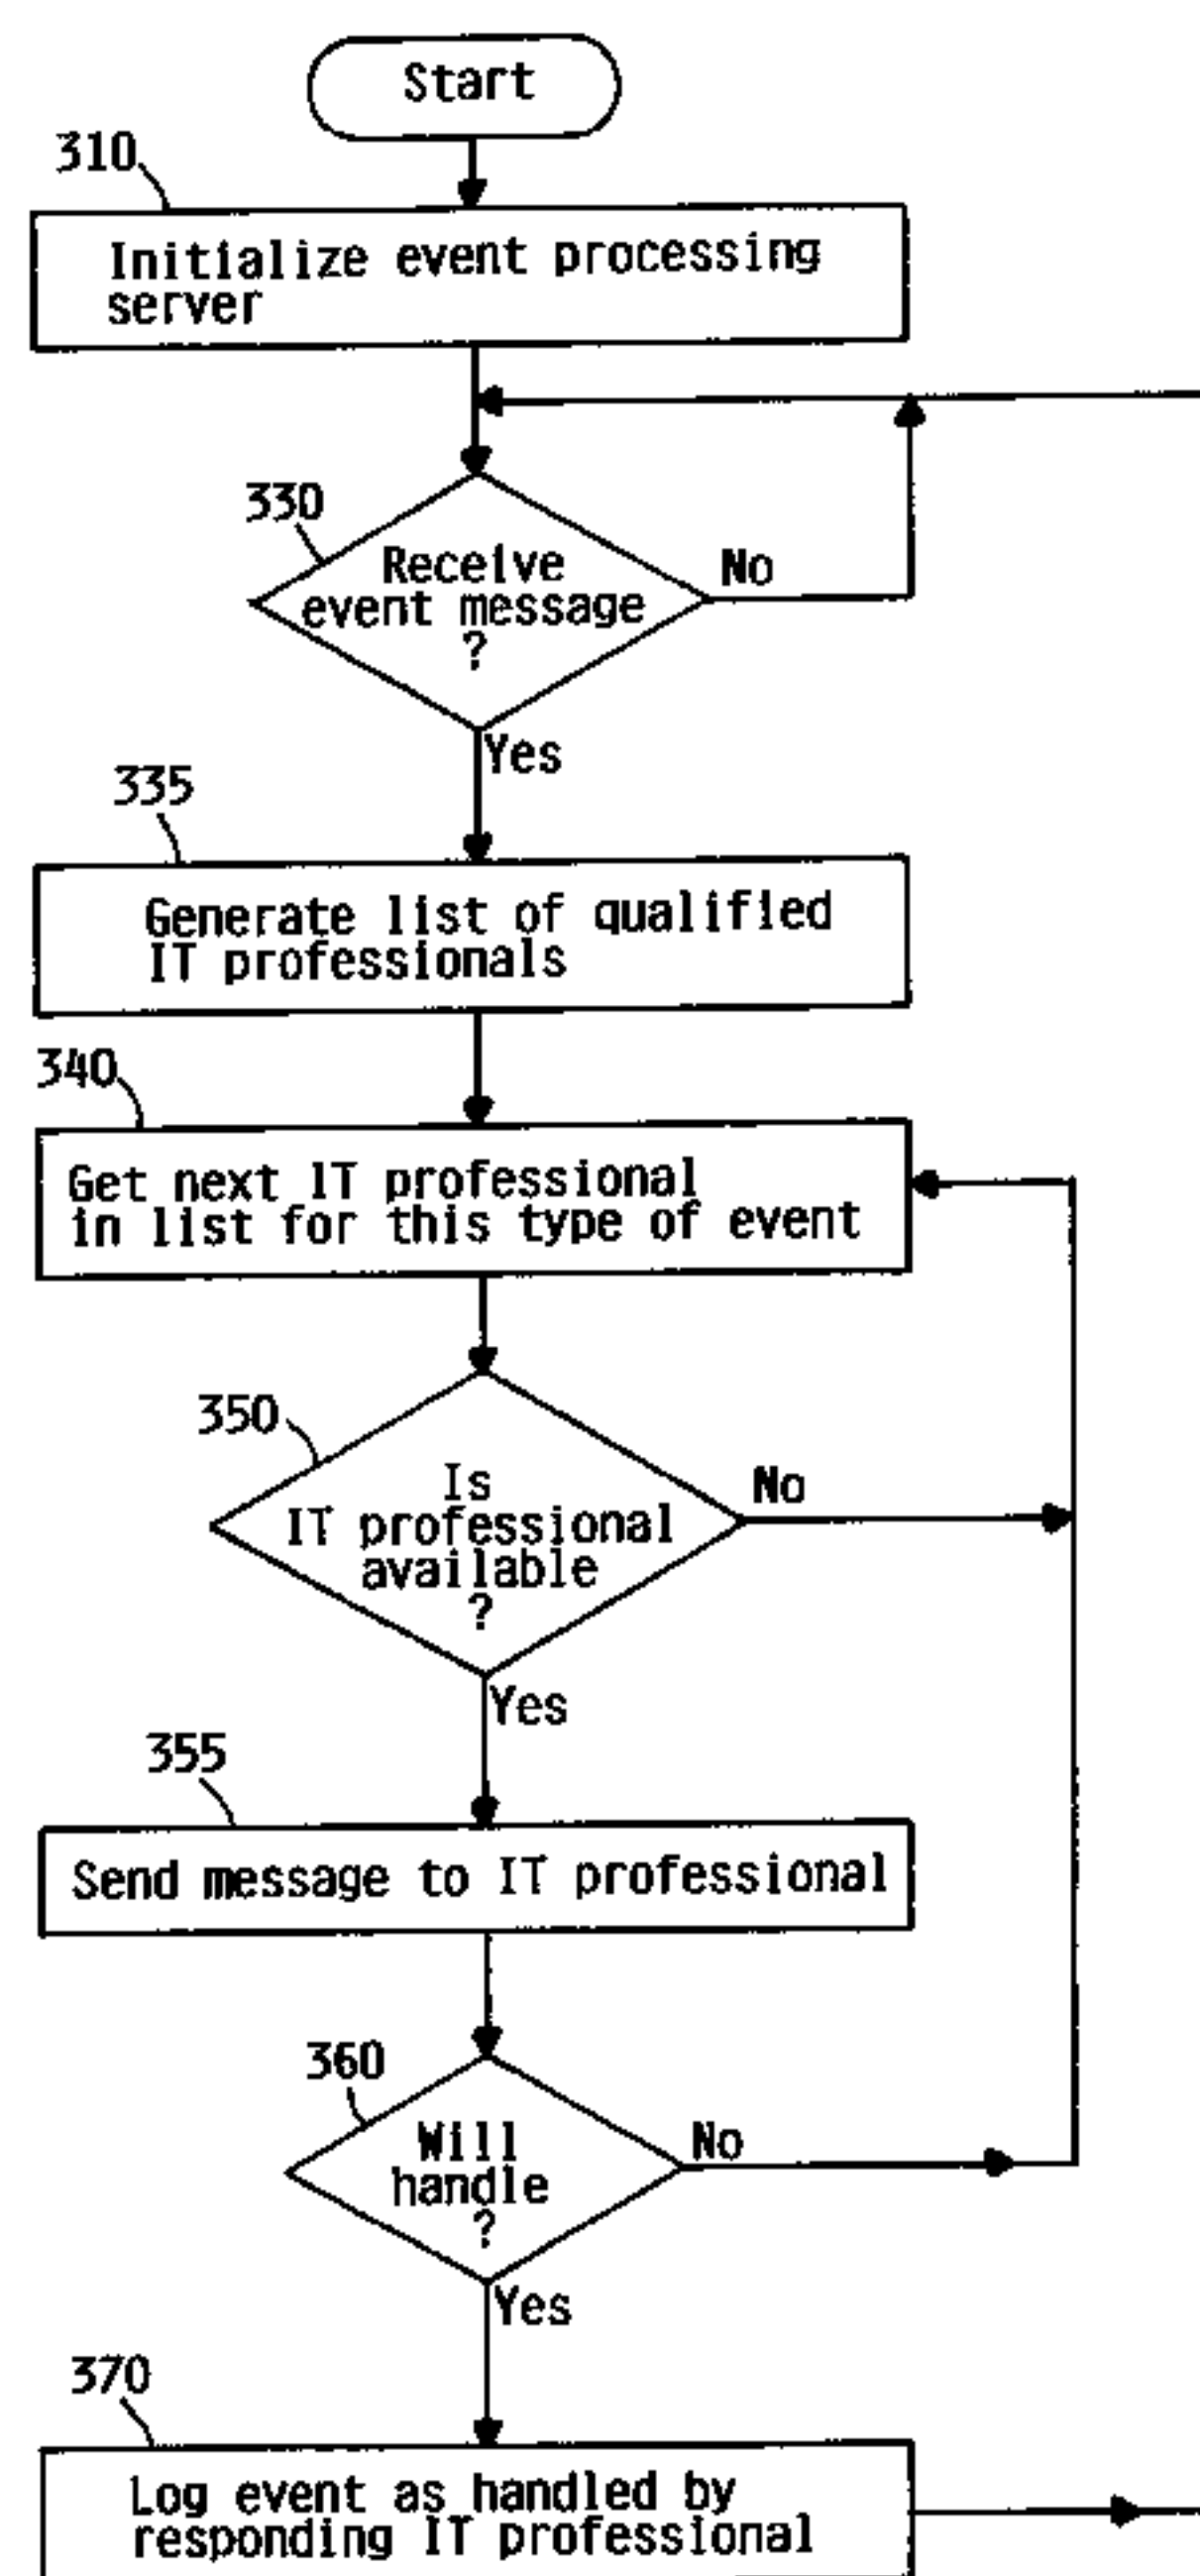 Start
310
Initialize event processing
server
330
Receive
event message
?
No
Yes
335
Generate list of qualified
IT professionals
340
Get next IT professional
in list for this type of event
350
Is
IT professional
available
?
No
Yes
355
Send message to IT professional
360
Will
handle
?
No
Yes
370
Log event as handled by
responding IT professional